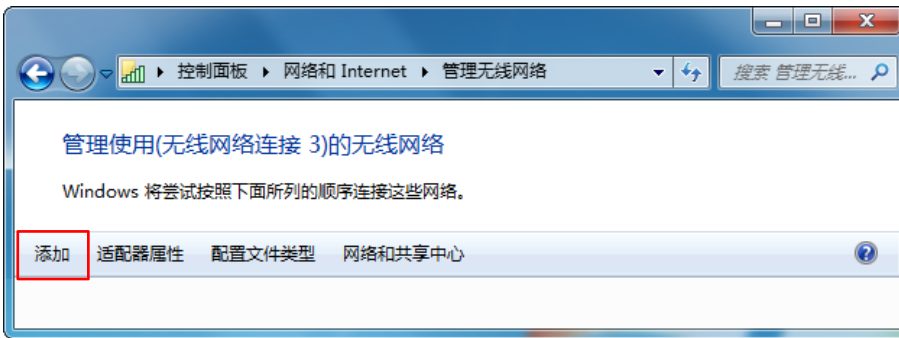 控制面板 网络和 Internet 管理无线网络 搜索 管理无线...
管理使用(无线网络连接 3)的无线网络
Windows 将尝试按照下面所列的顺序连接这些网络。
添加 适配器属性 配置文件类型 网络和共享中心